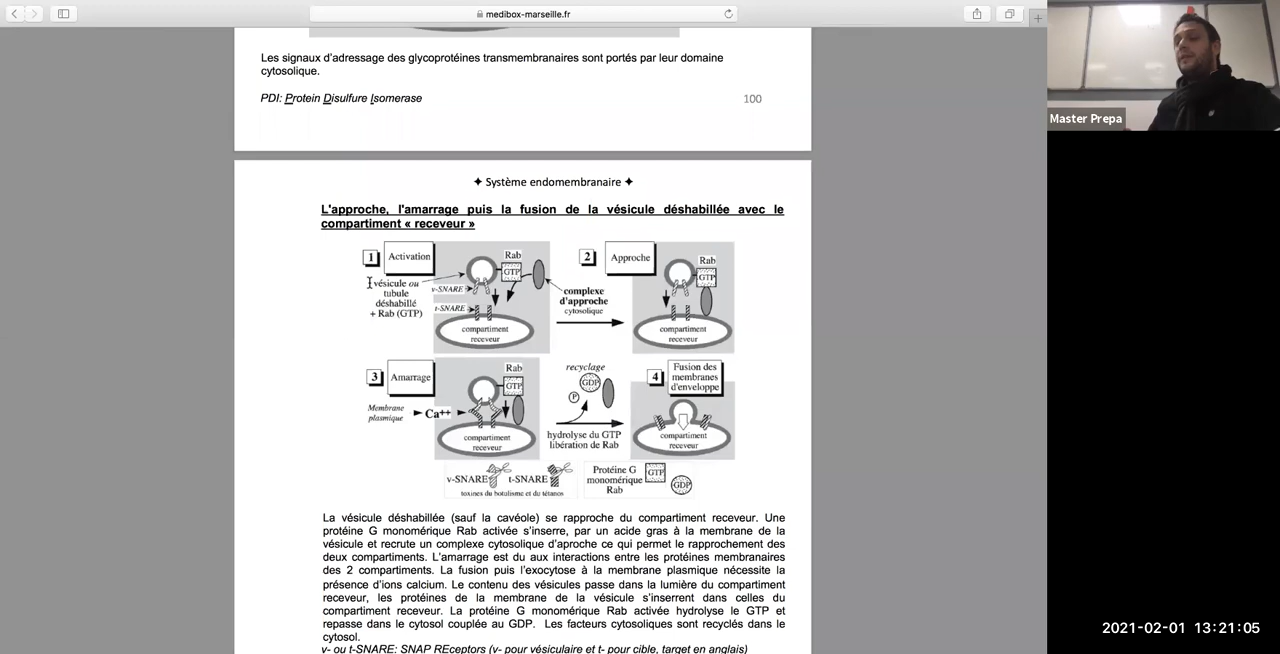 medibox-marseille.fr
Les signaux d'adressage des glycoprotéines transmembranaires sont portés par leur domaine
cytosolique.
PDI: Protein Disulfure Isomerase
100
Master Prepa
✦ Système endomembranaire ✦
L'approche, l'amarrage puis la fusion de la vésicule déshabillée avec le
compartiment « receveur »
1 Activation
Rab
GTP
vésicule ou
tubule
déshabillé
+ Rab (GTP)
v-SNARE
t-SNARE
compartiment
receveur
complexe
d'approche
cytosolique
2 Approche
Rab
GTP
compartiment
receveur
3 Amarrage
Rab
GTP
Membrane
plasmique
Ca++
compartiment
receveur
recyclage
GDP
P
hydrolyse du GTP
libération de Rab
4 Fusion des
membranes
d'enveloppe
compartiment
receveur
v-SNARE t-SNARE
toxines du botulisme et du tétanos
Protéine G
monomérique
Rab
GTP
GDP
La vésicule déshabillée (sauf la cavéole) se rapproche du compartiment receveur. Une
protéine G monomérique Rab activée s'inserre, par un acide gras à la membrane de la
vésicule et recrute un complexe cytosolique d'aproche ce qui permet le rapprochement des
deux compartiments. L'amarrage est du aux interactions entre les protéines membranaires
des 2 compartiments. La fusion puis l'exocytose à la membrane plasmique nécessite la
présence d'ions calcium. Le contenu des vésicules passe dans la lumière du compartiment
receveur, les protéines de la membrane de la vésicule s'inserrent dans celles du
compartiment receveur. La protéine G monomérique Rab activée hydrolyse le GTP et
repasse dans le cytosol couplée au GDP. Les facteurs cytosoliques sont recyclés dans le
cytosol.
v- ou t-SNARE: SNAP REceptors (v- pour vésiculaire et t- pour cible, target en anglais)
2021-02-01 13:21:05